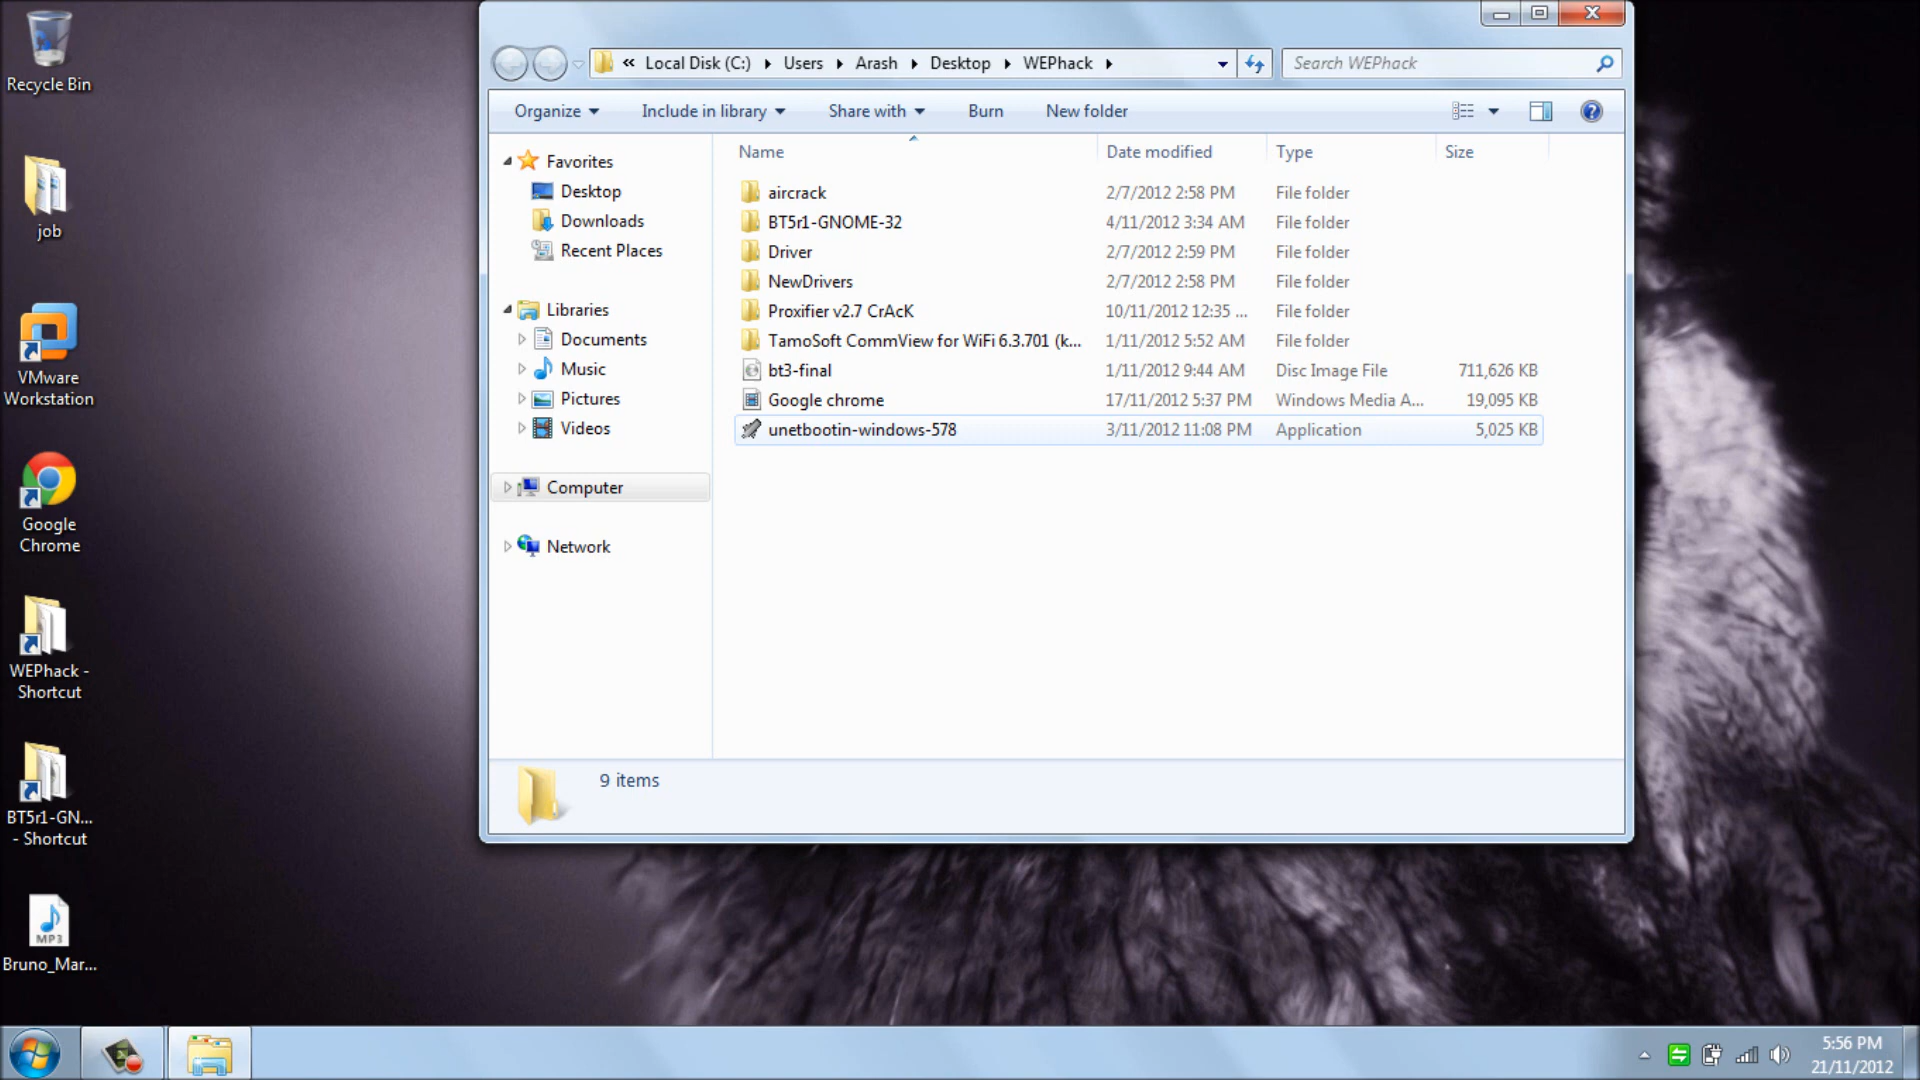 Recycle Bin
job
VMware
Workstation
Google
Chrome
WEPhack -
Shortcut
BT5r1-GN...
- Shortcut
MP3
Bruno_Mar...
« Local Disk (C:) Users Arash Desktop WEPhack
Search WEPhack
Organize Include in library Share with Burn New folder
Favorites
Desktop
Downloads
Recent Places
Libraries
Documents
Music
Pictures
Videos
Computer
Network
Name Date modified Type Size
aircrack 2/7/2012 2:58 PM File folder
BT5r1-GNOME-32 4/11/2012 3:34 AM File folder
Driver 2/7/2012 2:59 PM File folder
NewDrivers 2/7/2012 2:58 PM File folder
Proxifier v2.7 CrAcK 10/11/2012 12:35 ... File folder
TamoSoft CommView for WiFi 6.3.701 (k... 1/11/2012 5:52 AM File folder
bt3-final 1/11/2012 9:44 AM Disc Image File 711,626 KB
Google chrome 17/11/2012 5:37 PM Windows Media A... 19,095 KB
unetbootin-windows-578 3/11/2012 11:08 PM Application 5,025 KB
9 items
5:56 PM
21/11/2012